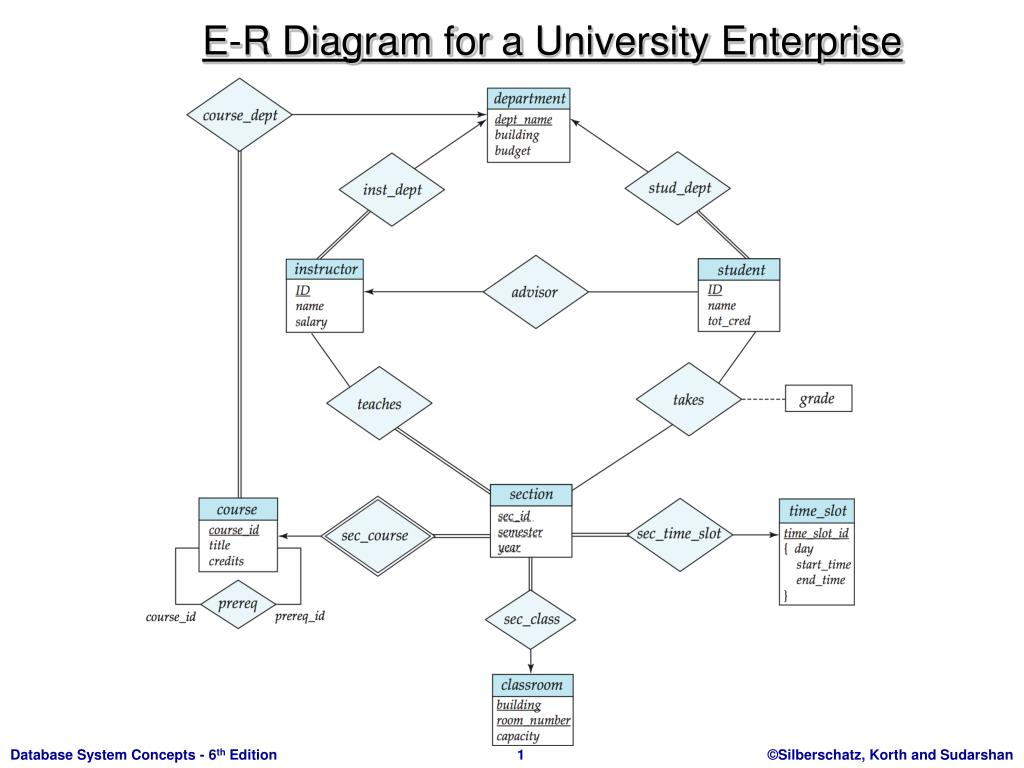 E-R Diagram for a University Enterprise
course_dept
department
dept_name
building
budget
inst_dept
stud_dept
instructor
ID
name
salary
advisor
student
ID
name
tot_cred
teaches
takes
grade
course
course_id
title
credits
sec_course
section
sec_id
semester
year
sec_time_slot
time_slot
time_slot_id
{ day
start_time
end_time
}
prereq
course_id
prereq_id
sec_class
classroom
building
room_number
capacity
Database System Concepts - 6th Edition
1
©Silberschatz, Korth and Sudarshan